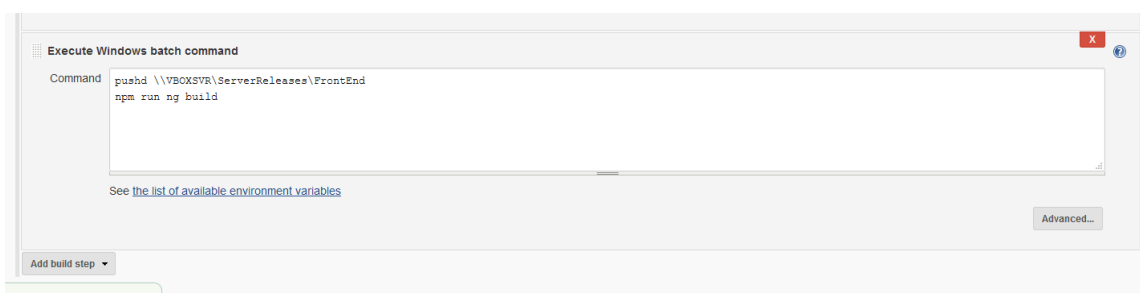 Execute Windows batch command
X
Command
pushd \\VBOXSVR\ServerReleases\FrontEnd
npm run ng build
See the list of available environment variables
Advanced...
Add build step